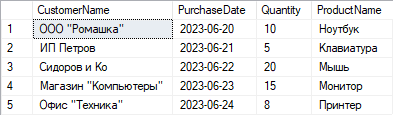 CustomerName PurchaseDate Quantity ProductName
1 ООО "Ромашка" 2023-06-20 10 Ноутбук
2 ИП Петров 2023-06-21 5 Клавиатура
3 Сидоров и Ко 2023-06-22 20 Мышь
4 Магазин "Компьютеры" 2023-06-23 15 Монитор
5 Офис "Техника" 2023-06-24 8 Принтер